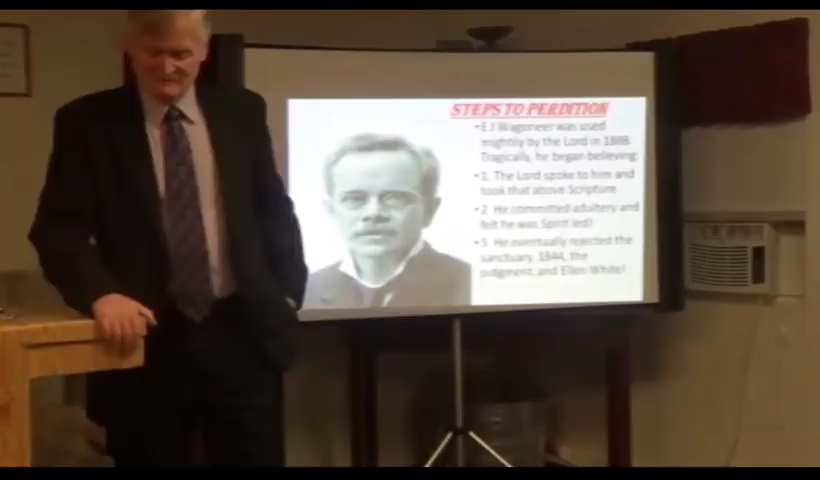 STEPS TO PERDITION
• E.J Wagoneer was used
mightily by the Lord in 1888
Tragically, he began believing:
• 1. The Lord spoke to him and
took that above Scripture
• 2. He committed adultery and
felt he was Spirit led!
• 3. He eventually rejected the
sanctuary, 1844, the
judgment, and Ellen White!